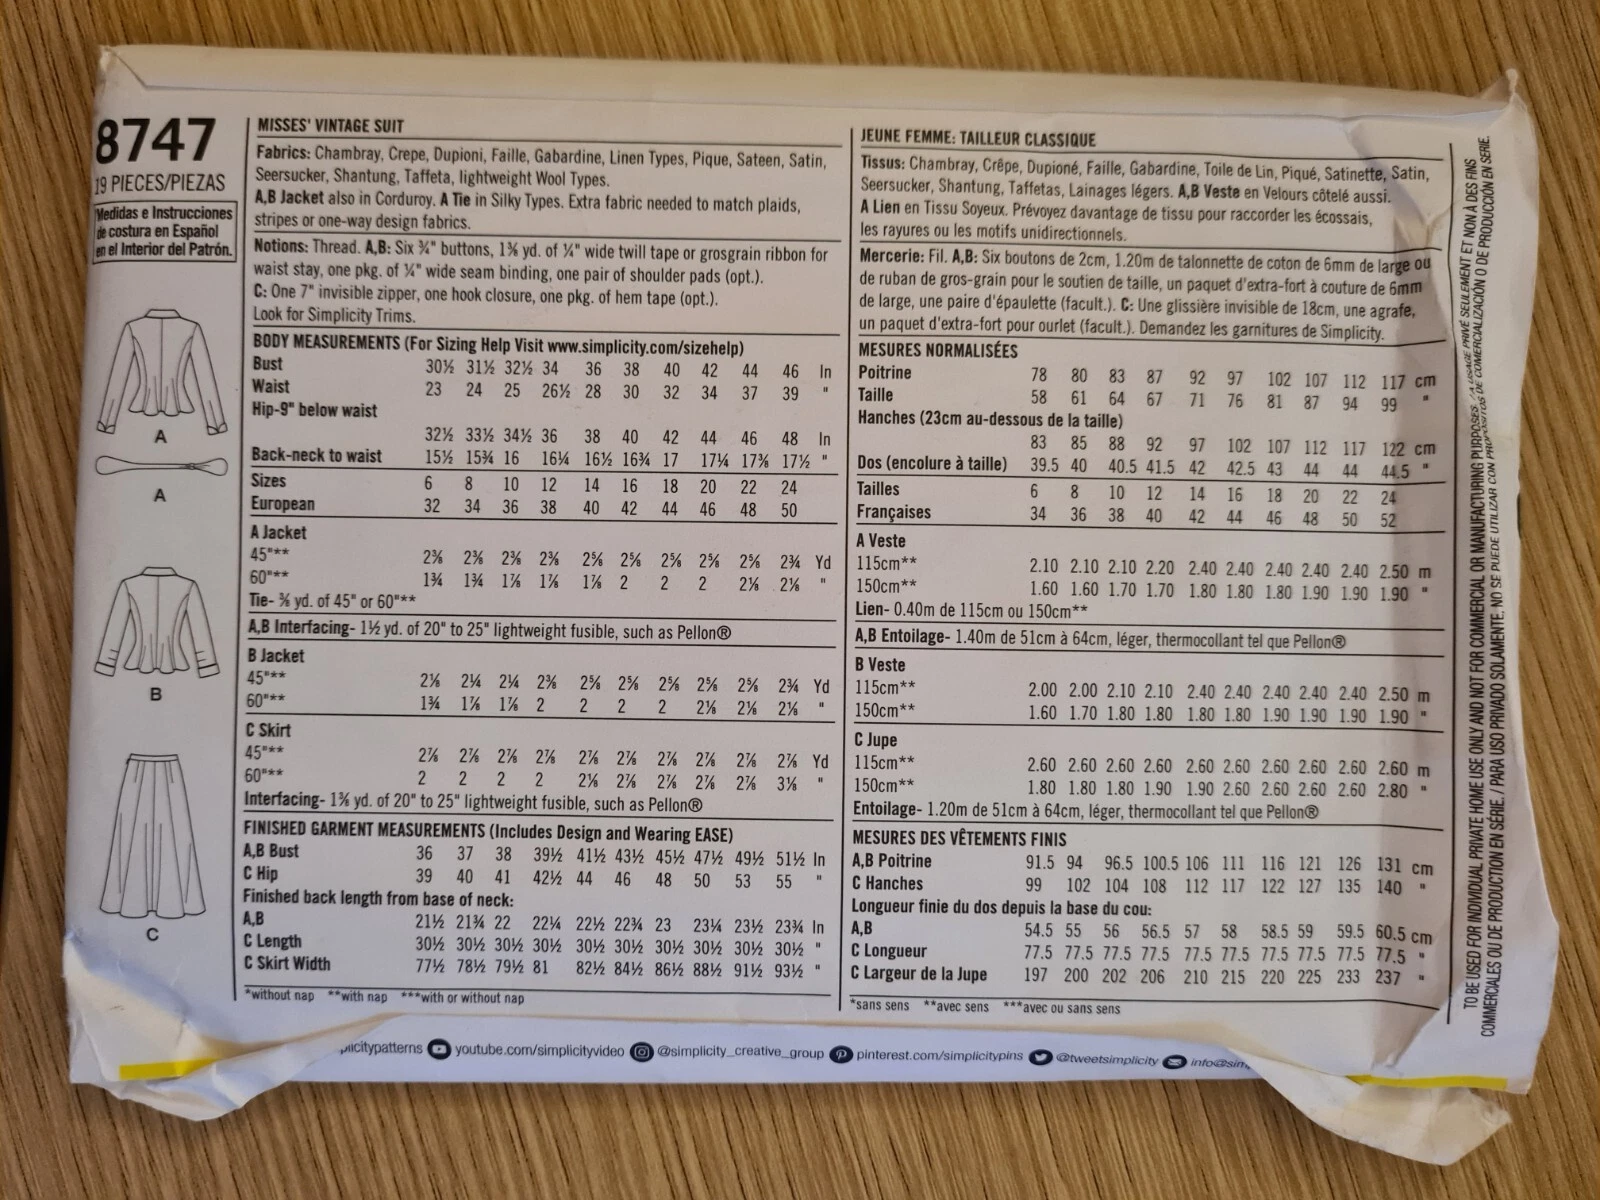 8747
19 PIECES/PIEZAS
Medidas e Instrucciones
de costura en Español
en el Interior del Patrón.
A
A
B
C
MISSES' VINTAGE SUIT
Fabrics: Chambray, Crepe, Dupioni, Faille, Gabardine, Linen Types, Pique, Sateen, Satin,
Seersucker, Shantung, Taffeta, lightweight Wool Types.
A,B Jacket also in Corduroy. A Tie in Silky Types. Extra fabric needed to match plaids,
stripes or one-way design fabrics.
Notions: Thread. A,B: Six ¾" buttons, 1⅜ yd. of ¼" wide twill tape or grosgrain ribbon for
waist stay, one pkg. of ¼" wide seam binding, one pair of shoulder pads (opt.).
C: One 7" invisible zipper, one hook closure, one pkg. of hem tape (opt.).
Look for Simplicity Trims.
BODY MEASUREMENTS (For Sizing Help Visit www.simplicity.com/sizehelp)
Bust 30½ 31½ 32½ 34 36 38 40 42 44 46 In
Waist 23 24 25 26½ 28 30 32 34 37 39 "
Hip-9" below waist
32½ 33½ 34½ 36 38 40 42 44 46 48 In
Back-neck to waist 15½ 15¾ 16 16¼ 16½ 16¾ 17 17¼ 17⅜ 17½ "
Sizes 6 8 10 12 14 16 18 20 22 24
European 32 34 36 38 40 42 44 46 48 50
A Jacket
45"** 2⅜ 2⅜ 2⅜ 2⅜ 2⅝ 2⅝ 2⅝ 2⅝ 2⅝ 2¾ Yd
60"** 1¾ 1¾ 1⅞ 1⅞ 1⅞ 2 2 2 2⅛ 2⅛ "
Tie- ⅜ yd. of 45" or 60"**
A,B Interfacing- 1½ yd. of 20" to 25" lightweight fusible, such as Pellon®
B Jacket
45"** 2⅛ 2¼ 2¼ 2⅜ 2⅝ 2⅝ 2⅝ 2⅝ 2⅝ 2¾ Yd
60"** 1¾ 1⅞ 1⅞ 2 2 2 2 2⅛ 2⅛ 2⅛ "
C Skirt
45"** 2⅞ 2⅞ 2⅞ 2⅞ 2⅞ 2⅞ 2⅞ 2⅞ 2⅞ 2⅞ Yd
60"** 2 2 2 2 2⅛ 2⅞ 2⅞ 2⅞ 2⅞ 3⅛ "
Interfacing- 1⅜ yd. of 20" to 25" lightweight fusible, such as Pellon®
FINISHED GARMENT MEASUREMENTS (Includes Design and Wearing EASE)
A,B Bust 36 37 38 39½ 41½ 43½ 45½ 47½ 49½ 51½ In
C Hip 39 40 41 42½ 44 46 48 50 53 55 "
Finished back length from base of neck:
A,B 21½ 21¾ 22 22¼ 22½ 22¾ 23 23¼ 23½ 23¾ In
C Length 30½ 30½ 30½ 30½ 30½ 30½ 30½ 30½ 30½ 30½ "
C Skirt Width 77½ 78½ 79½ 81 82½ 84½ 86½ 88½ 91½ 93½ "
*without nap **with nap ***with or without nap
JEUNE FEMME: TAILLEUR CLASSIQUE
Tissus: Chambray, Crêpe, Dupioné, Faille, Gabardine, Toile de Lin, Piqué, Satinette, Satin,
Seersucker, Shantung, Taffetas, Lainages légers. A,B Veste en Velours côtelé aussi.
A Lien en Tissu Soyeux. Prévoyez davantage de tissu pour raccorder les écossais,
les rayures ou les motifs unidirectionnels.
Mercerie: Fil. A,B: Six boutons de 2cm, 1.20m de talonnette de coton de 6mm de large ou
de ruban de gros-grain pour le soutien de taille, un paquet d'extra-fort à couture de 6mm
de large, une paire d'épaulette (facult.). C: Une glissière invisible de 18cm, une agrafe,
un paquet d'extra-fort pour ourlet (facult.). Demandez les garnitures de Simplicity.
MESURES NORMALISÉES
Poitrine 78 80 83 87 92 97 102 107 112 117 cm
Taille 58 61 64 67 71 76 81 87 94 99 "
Hanches (23cm au-dessous de la taille)
83 85 88 92 97 102 107 112 117 122 cm
Dos (encolure à taille) 39.5 40 40.5 41.5 42 42.5 43 44 44 44.5 "
Tailles 6 8 10 12 14 16 18 20 22 24
Françaises 34 36 38 40 42 44 46 48 50 52
A Veste
115cm** 2.10 2.10 2.10 2.20 2.40 2.40 2.40 2.40 2.40 2.50 m
150cm** 1.60 1.60 1.70 1.70 1.80 1.80 1.80 1.90 1.90 1.90 "
Lien- 0.40m de 115cm ou 150cm**
A,B Entoilage- 1.40m de 51cm à 64cm, léger, thermocollant tel que Pellon®
B Veste
115cm** 2.00 2.00 2.10 2.10 2.40 2.40 2.40 2.40 2.40 2.50 m
150cm** 1.60 1.70 1.80 1.80 1.80 1.80 1.90 1.90 1.90 1.90 "
C Jupe
115cm** 2.60 2.60 2.60 2.60 2.60 2.60 2.60 2.60 2.60 2.60 m
150cm** 1.80 1.80 1.80 1.90 1.90 2.60 2.60 2.60 2.60 2.80 "
Entoilage- 1.20m de 51cm à 64cm, léger, thermocollant tel que Pellon®
MESURES DES VÊTEMENTS FINIS
A,B Poitrine 91.5 94 96.5 100.5 106 111 116 121 126 131 cm
C Hanches 99 102 104 108 112 117 122 127 135 140 "
Longueur finie du dos depuis la base du cou:
A,B 54.5 55 56 56.5 57 58 58.5 59 59.5 60.5 cm
C Longueur 77.5 77.5 77.5 77.5 77.5 77.5 77.5 77.5 77.5 77.5 "
C Largeur de la Jupe 197 200 202 206 210 215 220 225 233 237 "
*sans sens **avec sens ***avec ou sans sens
TO BE USED FOR INDIVIDUAL PRIVATE HOME USE ONLY AND NOT FOR COMMERCIAL OR MANUFACTURING PURPOSES. / A USAGE PRIVÉ SEULEMENT ET NON À DES FINS
COMMERCIALES OU DE PRODUCTION EN SÉRIE. / PARA USO PRIVADO SOLAMENTE. NO SE PUEDE UTILIZAR CON PROPÓSITOS DE COMERCIALIZACIÓN O DE PRODUCCIÓN EN SERIE.
plicitypatterns youtube.com/simplicityvideo @simplicity_creative_group pinterest.com/simplicitypins @tweetsimplicity info@sim